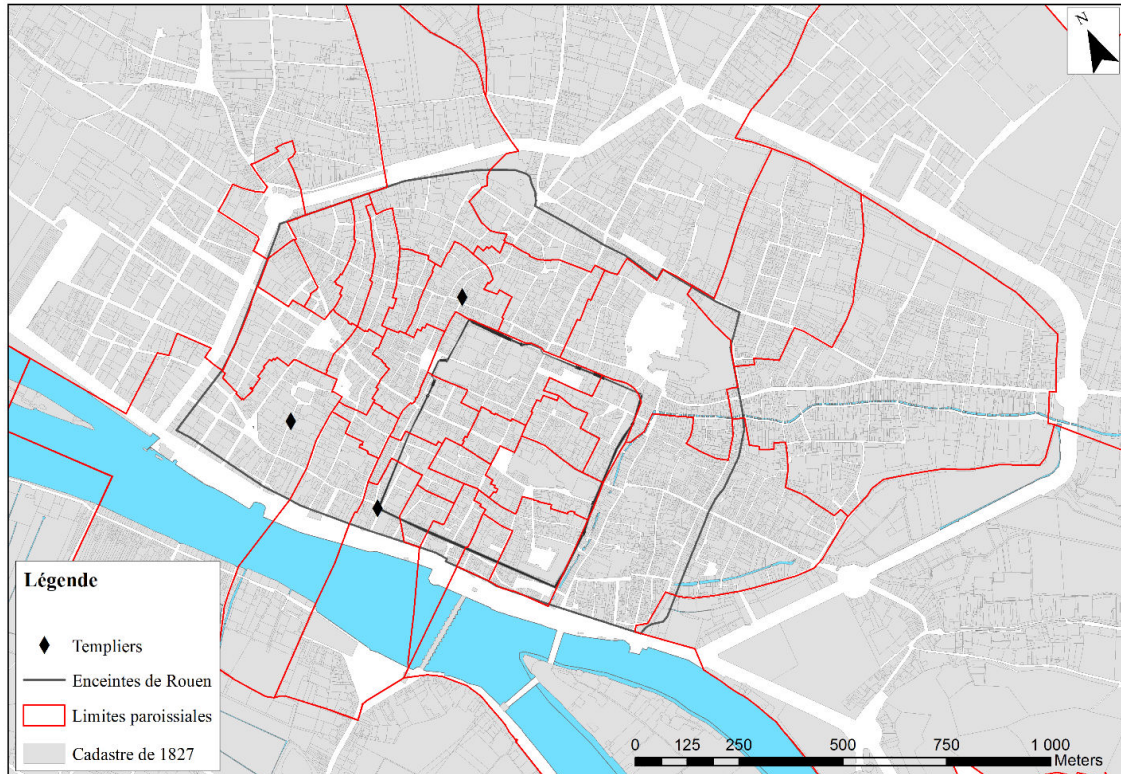 N
Légende
Templiers
Enceintes de Rouen
Limites paroissiales
Cadastre de 1827
0 125 250 500 750 1 000
Meters